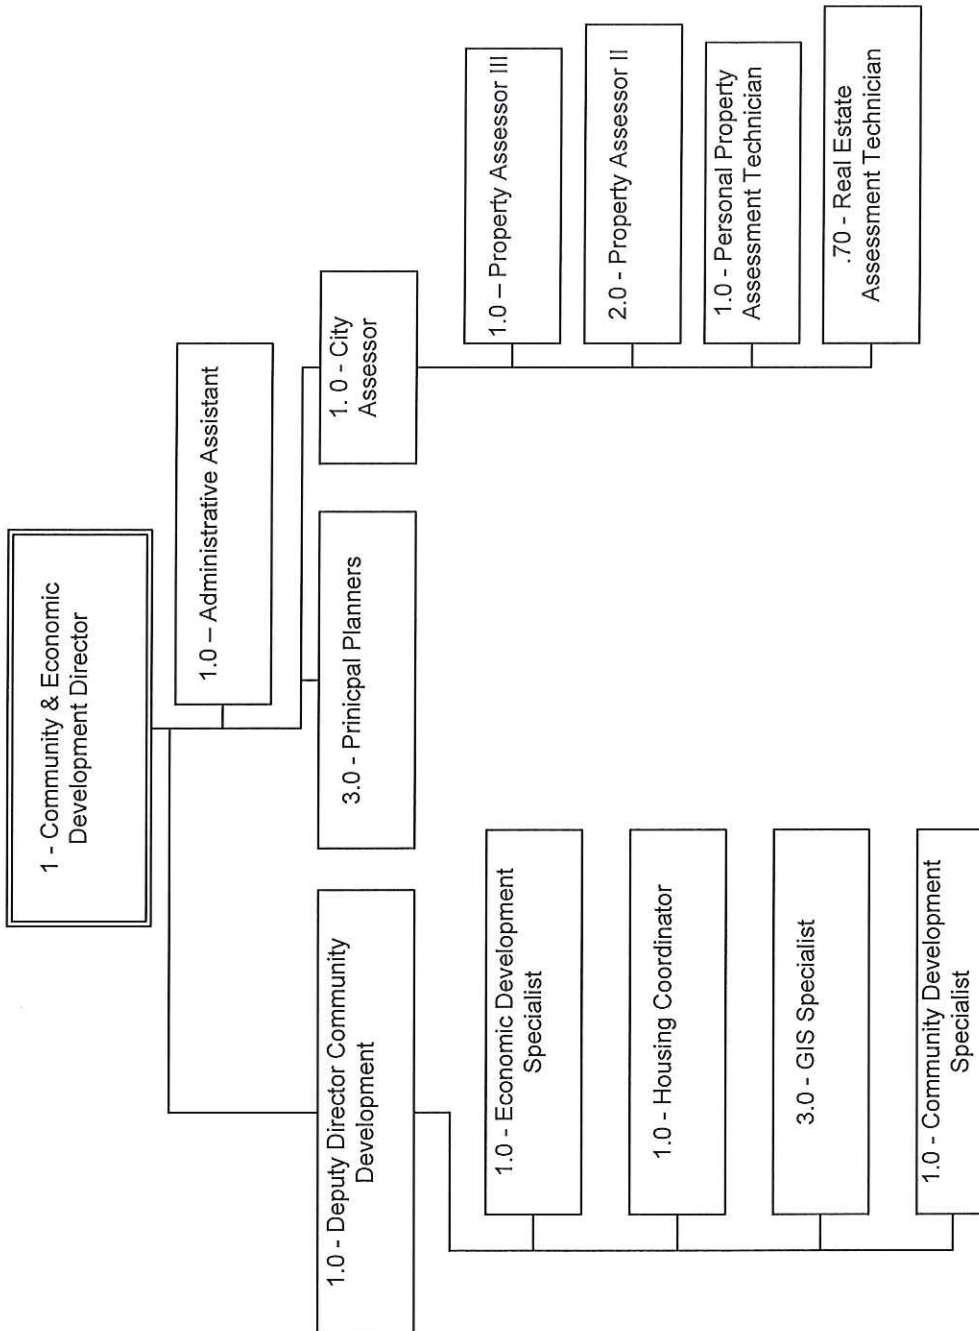 1 - Community & Economic
Development Director
1.0 – Administrative Assistant
1.0 - Deputy Director Community
Development
3.0 - Prinicpal Planners
1. 0 - City
Assessor
1.0 - Economic Development
Specialist
1.0 - Housing Coordinator
3.0 - GIS Specialist
1.0 - Community Development
Specialist
1.0 – Property Assessor III
2.0 - Property Assessor II
1.0 - Personal Property
Assessment Technician
.70 - Real Estate
Assessment Technician